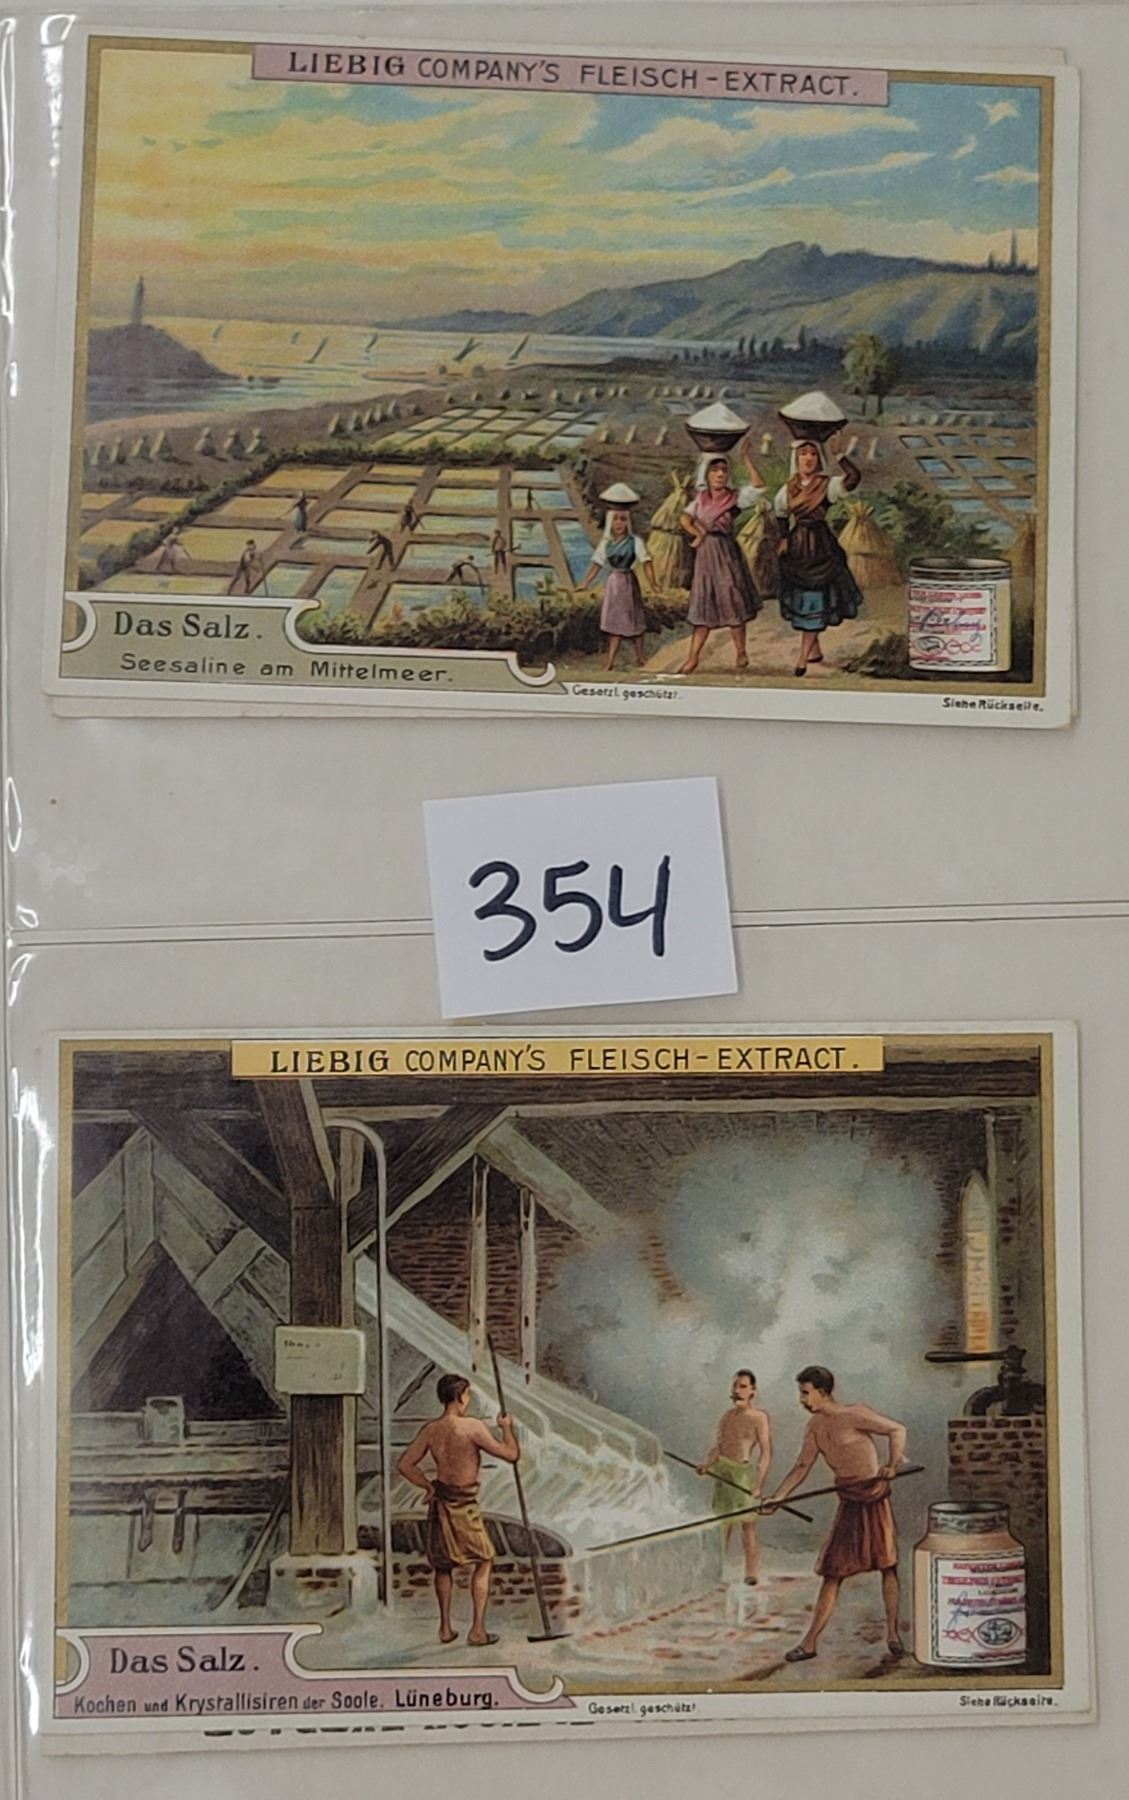 LIEBIG COMPANY'S FLEISCH-EXTRACT.
Das Salz.
Seesaline am Mittelmeer.
Gesetzl. geschützt.
Siehe Rückseite.
354
LIEBIG COMPANY'S FLEISCH-EXTRACT.
Das Salz.
Kochen und Krystallisiren der Soole. Lüneburg.
Gesetzl. geschützt
Siehe Rückseite.